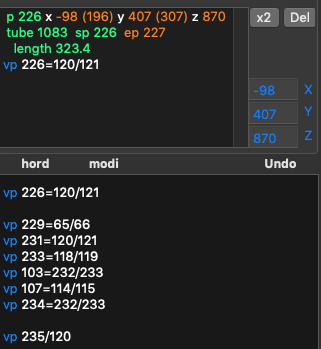 p 226 x -98 (196) y 407 (307) z 870
tube 1083 sp 226 ep 227
length 323.4
vp 226=120/121
x2 Del
-98 X
407 Y
870 Z
hord modi Undo
vp 226=120/121
vp 229=65/66
vp 231=120/121
vp 233=118/119
vp 103=232/233
vp 107=114/115
vp 234=232/233
vp 235/120